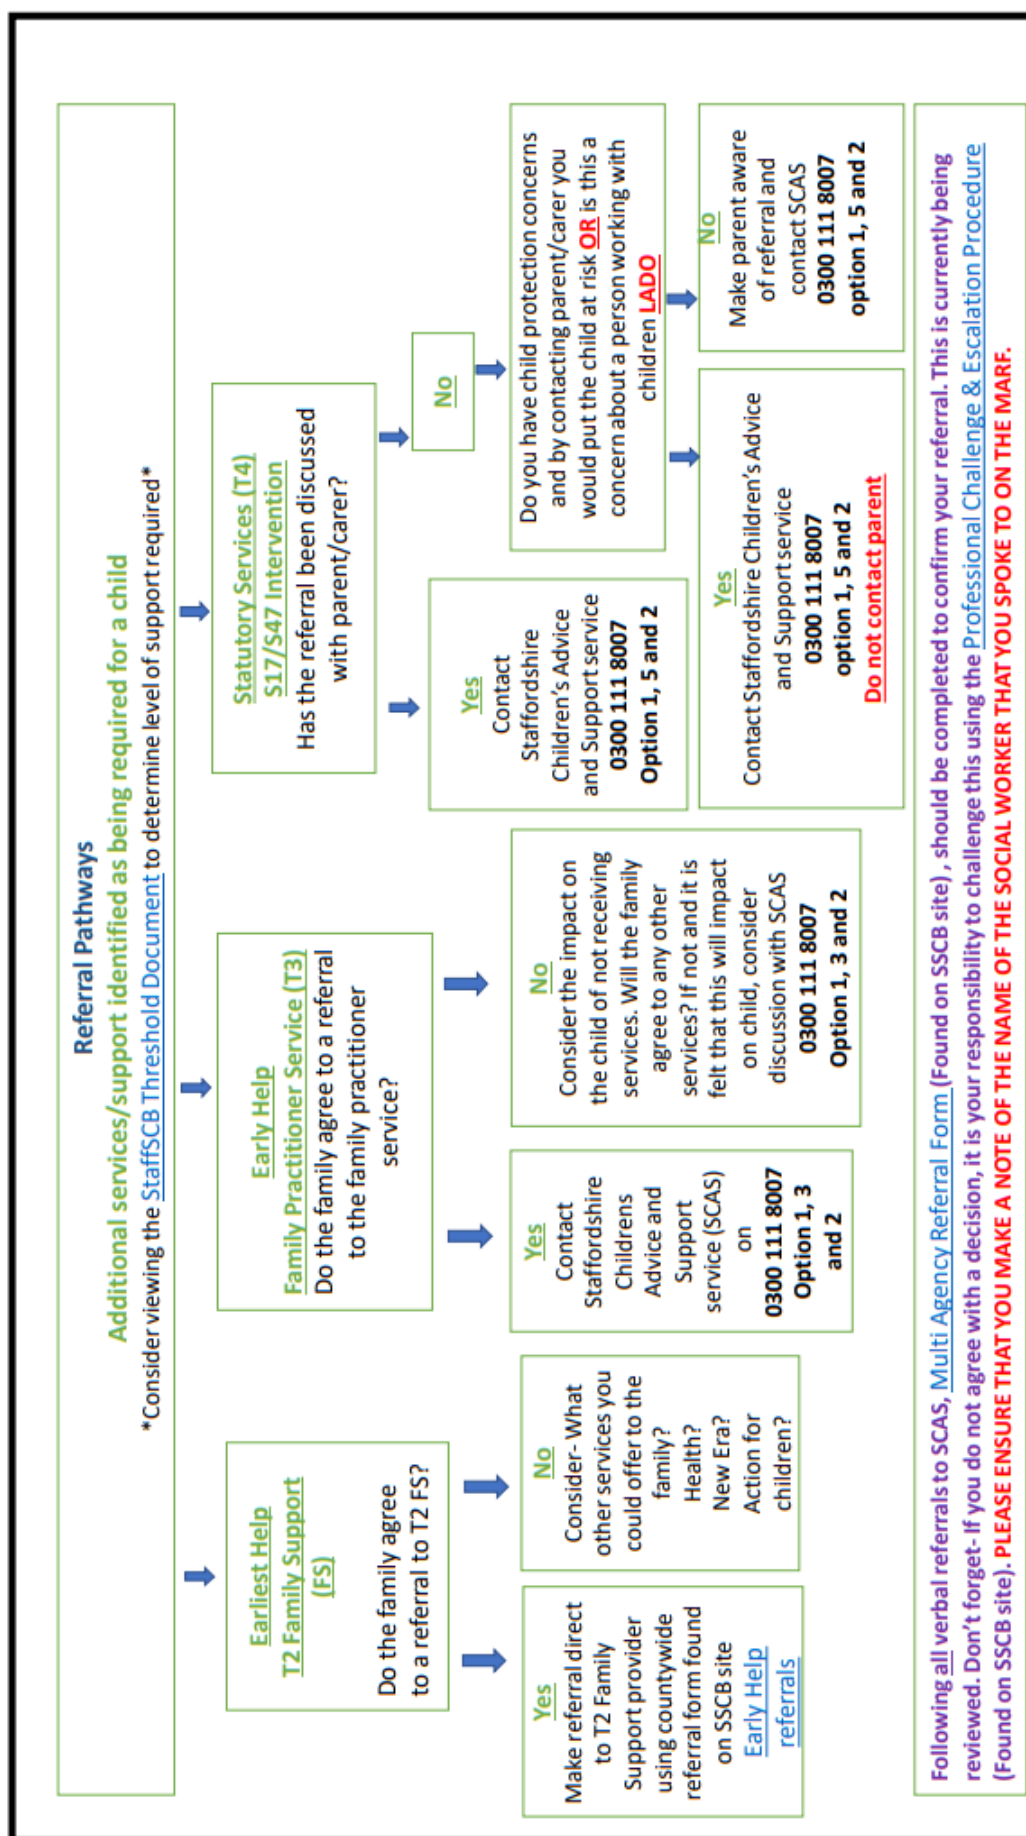 Referral Pathways
Additional services/support identified as being required for a child
*Consider viewing the StaffSCB Threshold Document to determine level of support required*
Earliest Help
T2 Family Support
(FS)
Do the family agree
to a referral to T2 FS?
Yes
Make referral direct
to T2 Family
Support provider
using countywide
referral form found
on SSCB site
Early Help
referrals
No
Consider- What
other services you
could offer to the
family?
Health?
New Era?
Action for
children?
Early Help
Family Practitioner Service (T3)
Do the family agree to a referral
to the family practitioner
service?
Yes
Contact
Staffordshire
Childrens
Advice and
Support
service (SCAS)
on
0300 111 8007
Option 1, 3
and 2
No
Consider the impact on
the child of not receiving
services. Will the family
agree to any other
services? If not and it is
felt that this will impact
on child, consider
discussion with SCAS
0300 111 8007
Option 1, 3 and 2
Statutory Services (T4)
S17/S47 Intervention
Has the referral been discussed
with parent/carer?
Yes
Contact
Staffordshire
Children's Advice
and Support service
0300 111 8007
Option 1, 5 and 2
No
Do you have child protection concerns
and by contacting parent/carer you
would put the child at risk OR is this a
concern about a person working with
children LADO
Yes
Contact Staffordshire Children's Advice
and Support service
0300 111 8007
option 1, 5 and 2
Do not contact parent
No
Make parent aware
of referral and
contact SCAS
0300 111 8007
option 1, 5 and 2
Following all verbal referrals to SCAS, Multi Agency Referral Form (Found on SSCB site) , should be completed to confirm your referral. This is currently being
reviewed. Don't forget- If you do not agree with a decision, it is your responsibility to challenge this using the Professional Challenge & Escalation Procedure
(Found on SSCB site). PLEASE ENSURE THAT YOU MAKE A NOTE OF THE NAME OF THE SOCIAL WORKER THAT YOU SPOKE TO ON THE MARF.